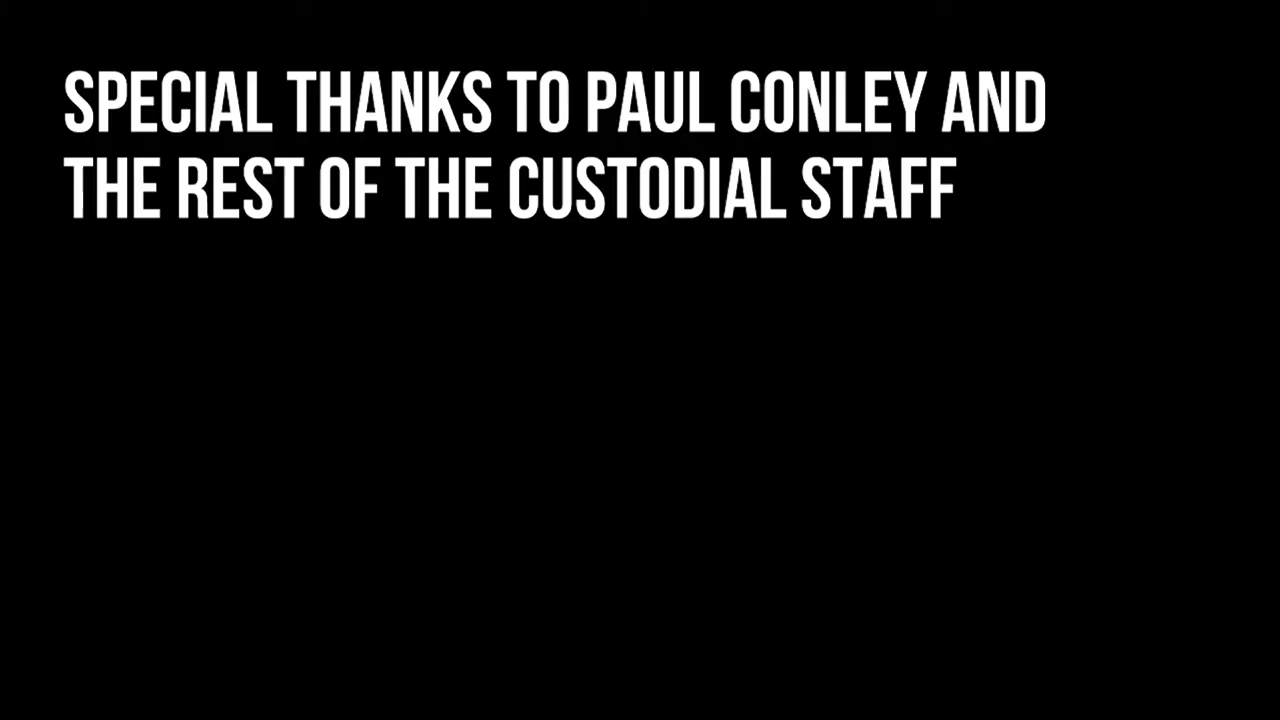 SPECIAL THANKS TO PAUL CONLEY AND
THE REST OF THE CUSTODIAL STAFF